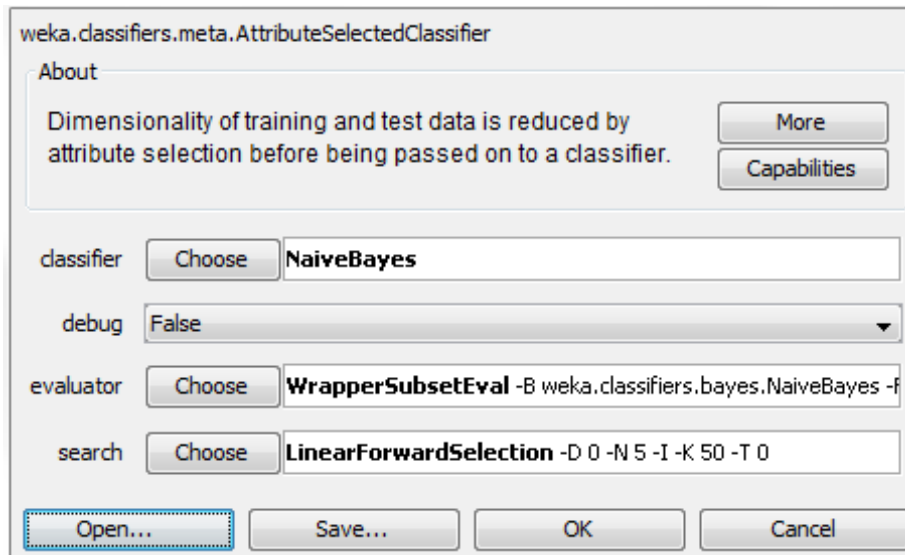 weka.classifiers.meta.AttributeSelectedClassifier
About
Dimensionality of training and test data is reduced by
attribute selection before being passed on to a classifier.
More
Capabilities
classifier Choose NaiveBayes
debug False
evaluator Choose WrapperSubsetEval -B weka.classifiers.bayes.NaiveBayes -F
search Choose LinearForwardSelection -D 0 -N 5 -I -K 50 -T 0
Open... Save... OK Cancel